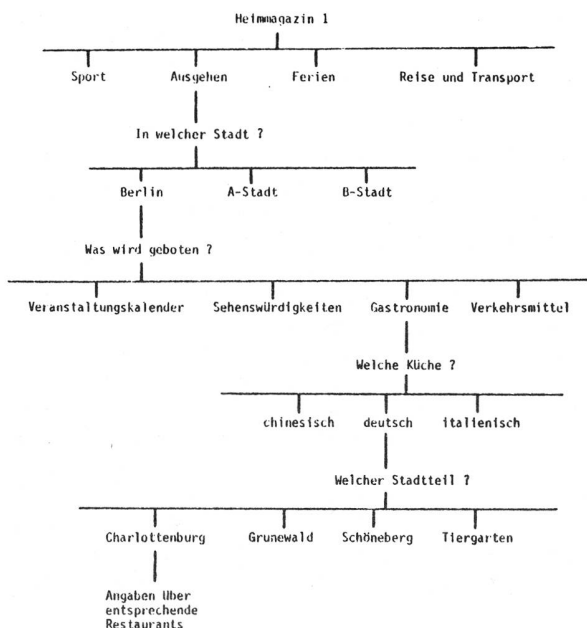 Heimmagazin 1
Sport Ausgehen Ferien Reise und Transport
In welcher Stadt ?
Berlin A-Stadt B-Stadt
Was wird geboten ?
Veranstaltungskalender Sehenswürdigkeiten Gastronomie Verkehrsmittel
Welche Küche ?
chinesisch deutsch italienisch
Welcher Stadtteil ?
Charlottenburg Grunewald Schöneberg Tiergarten
Angaben über
entsprechende
Restaurants